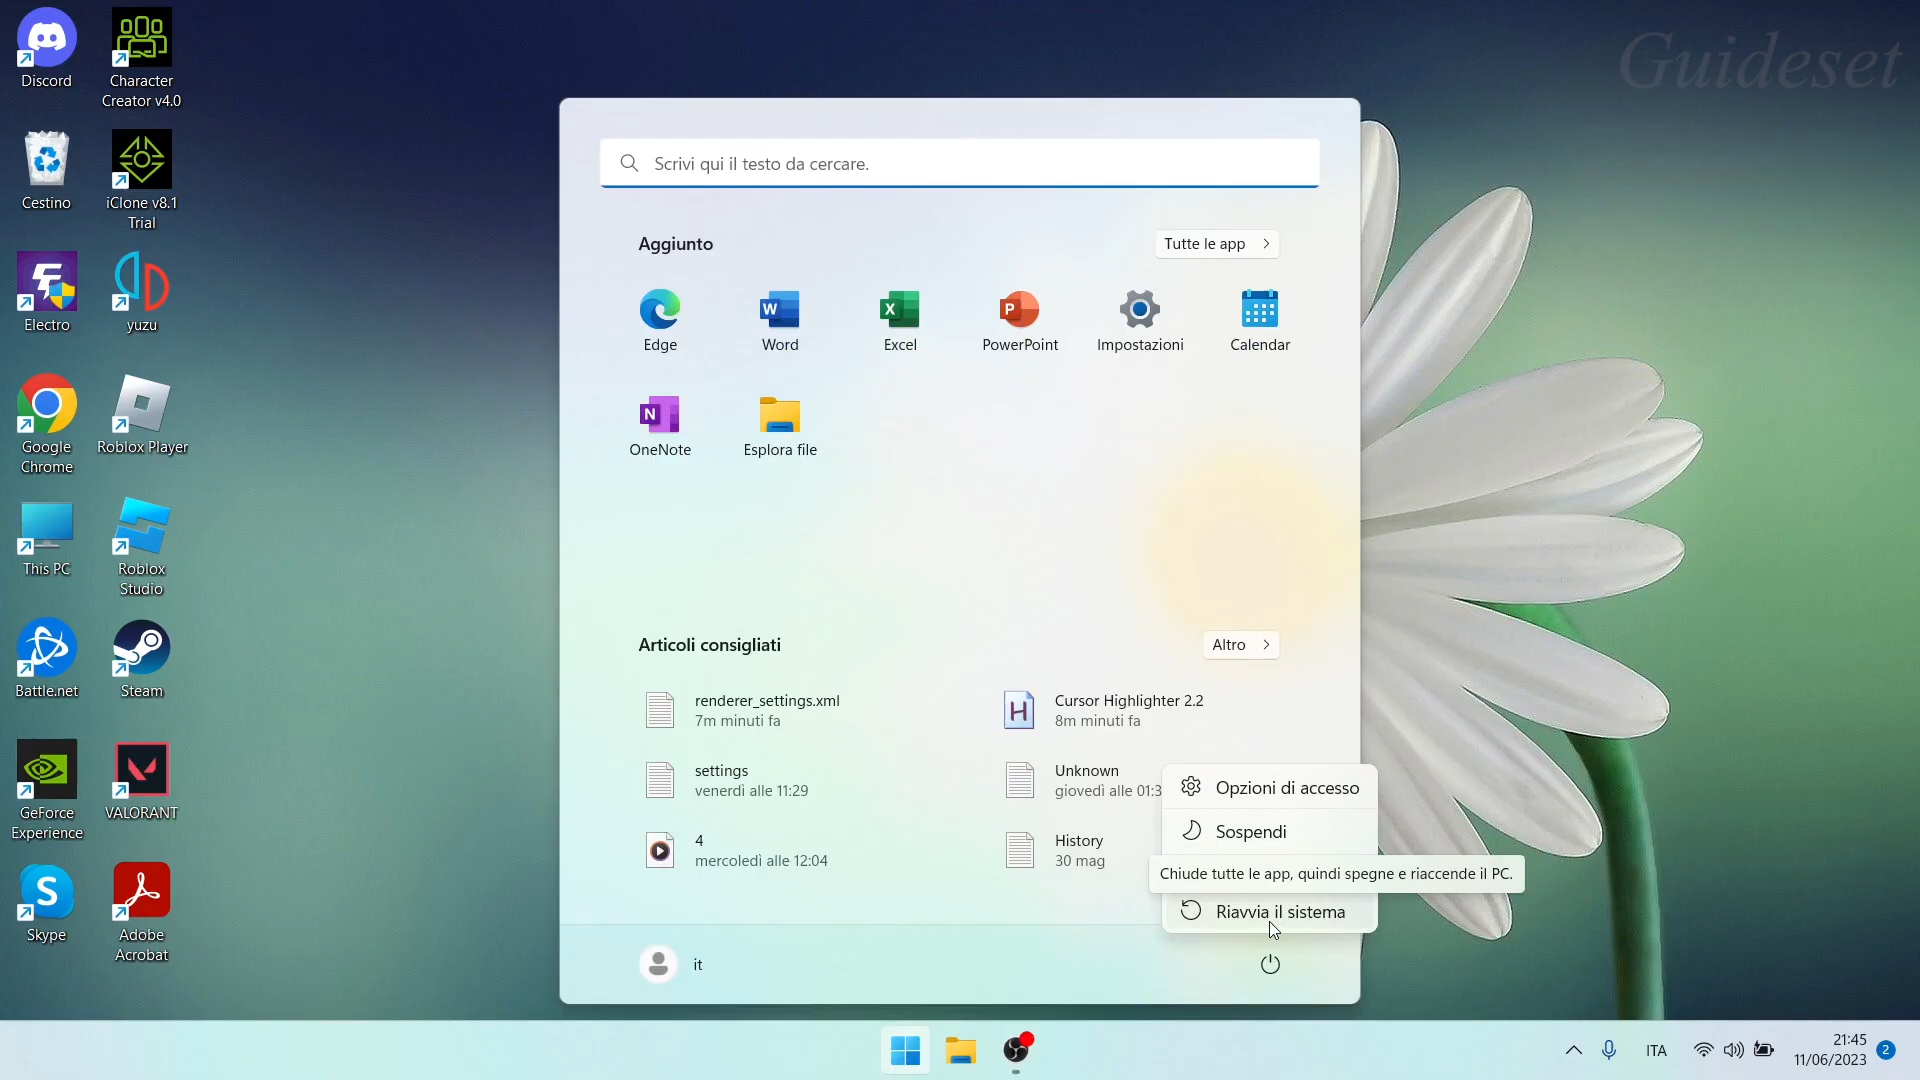 Guideset
Discord
Character
Creator v4.0
Cestino
iClone v8.1
Trial
Electro
yuzu
Google
Chrome
Roblox Player
This PC
Roblox
Studio
Battle.net
Steam
GeForce
Experience
VALORANT
Skype
Adobe
Acrobat
Scrivi qui il testo da cercare.
Aggiunto
Tutte le app
Edge
Word
Excel
PowerPoint
Impostazioni
Calendar
OneNote
Esplora file
Articoli consigliati
Altro
renderer_settings.xml
7m minuti fa
Cursor Highlighter 2.2
8m minuti fa
settings
venerdì alle 11:29
Unknown
giovedì alle 01:3
4
mercoledì alle 12:04
History
30 mag
Opzioni di accesso
Sospendi
Chiude tutte le app, quindi spegne e riaccende il PC.
Riavvia il sistema
it
ITA
21:45
11/06/2023
2